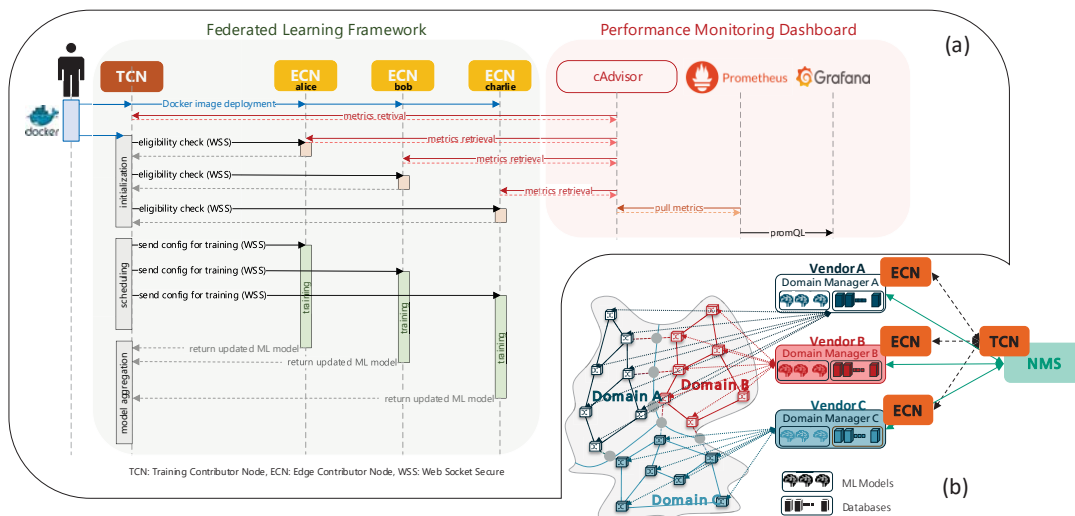 Federated Learning Framework
Performance Monitoring Dashboard
(a)
TCN
ECN
alice
ECN
bob
ECN
charlie
cAdvisor
Prometheus
Grafana
docker
Docker image deployment
metrics retrival
initialization
eligibility check (WSS)
metrics retrieval
metrics retrieval
eligibility check (WSS)
metrics retrieval
eligibility check (WSS)
pull metrics
promQL
scheduling
send config for training (WSS)
send config for training (WSS)
send config for training (WSS)
training
training
training
model aggregation
return updated ML model
return updated ML model
return updated ML model
TCN: Training Contributor Node, ECN: Edge Contributor Node, WSS: Web Socket Secure
Vendor A
Domain Manager A
ECN
Vendor B
Domain Manager B
ECN
TCN
NMS
Vendor C
Domain Manager C
ECN
Domain A
Domain B
Domain C
ML Models
Databases
(b)